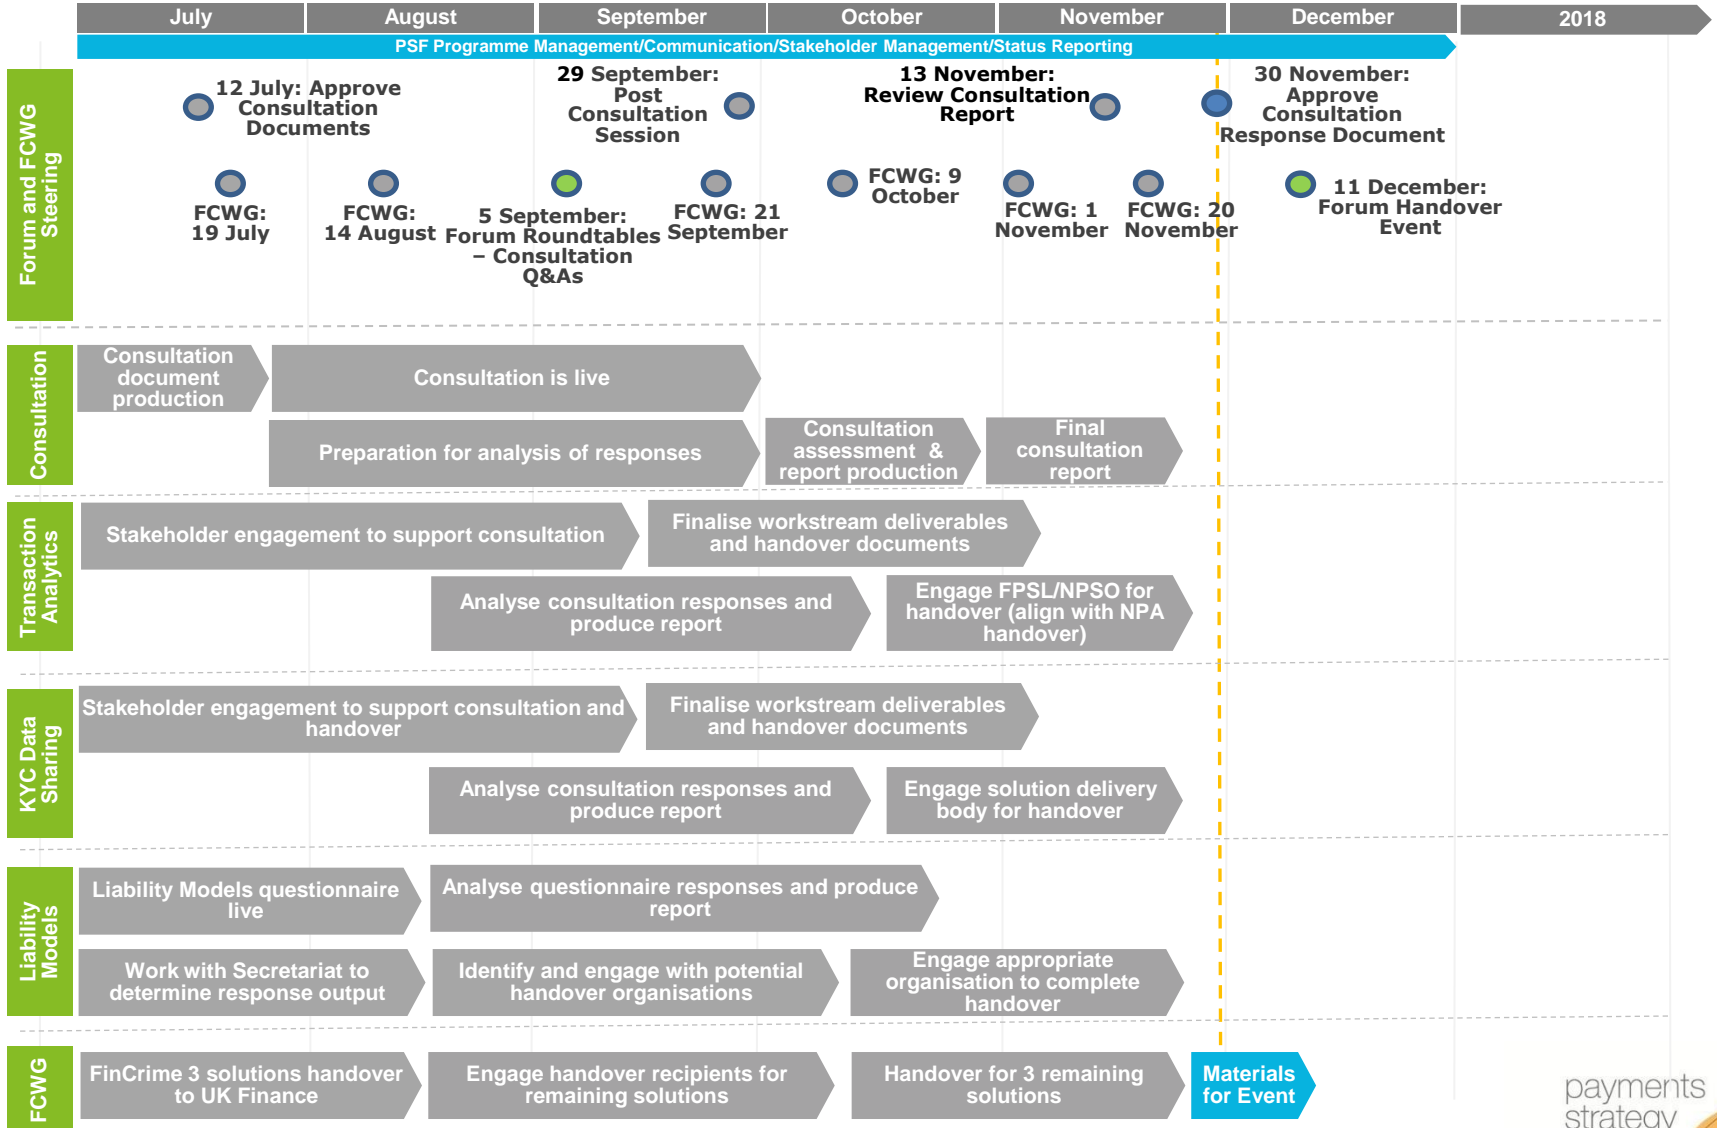 July
August
September
October
November
December
2018
PSF Programme Management/Communication/Stakeholder Management/Status Reporting
Forum and FCWG
Steering
12 July: Approve
Consultation
Documents
29 September:
Post
Consultation
Session
13 November:
Review Consultation
Report
30 November:
Approve
Consultation
Response Document
FCWG:
19 July
FCWG:
14 August
5 September:
Forum Roundtables
– Consultation
Q&As
FCWG: 21
September
FCWG: 9
October
FCWG: 1
November
FCWG: 20
November
11 December:
Forum Handover
Event
Consultation
Consultation
document
production
Consultation is live
Preparation for analysis of responses
Consultation
assessment &
report production
Final
consultation
report
Transaction
Analytics
Stakeholder engagement to support consultation
Finalise workstream deliverables
and handover documents
Analyse consultation responses and
produce report
Engage FPSL/NPSO for
handover (align with NPA
handover)
KYC Data
Sharing
Stakeholder engagement to support consultation and
handover
Finalise workstream deliverables
and handover documents
Analyse consultation responses and
produce report
Engage solution delivery
body for handover
Liability
Models
Liability Models questionnaire
live
Analyse questionnaire responses and produce
report
Work with Secretariat to
determine response output
Identify and engage with potential
handover organisations
Engage appropriate
organisation to complete
handover
FCWG
FinCrime 3 solutions handover
to UK Finance
Engage handover recipients for
remaining solutions
Handover for 3 remaining
solutions
Materials
for Event
payments
strategy